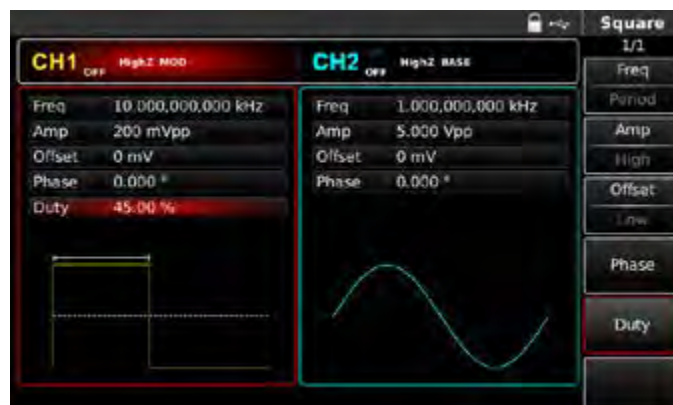 Square
1/1
CH1 OFF HighZ MOD
CH2 OFF HighZ BASE
Freq 10.000,000,000 kHz
Amp 200 mVpp
Offset 0 mV
Phase 0.000 °
Duty 45.00 %
Freq 1.000,000,000 kHz
Amp 5.000 Vpp
Offset 0 mV
Phase 0.000 °
Freq
Period
Amp
High
Offset
Low
Phase
Duty